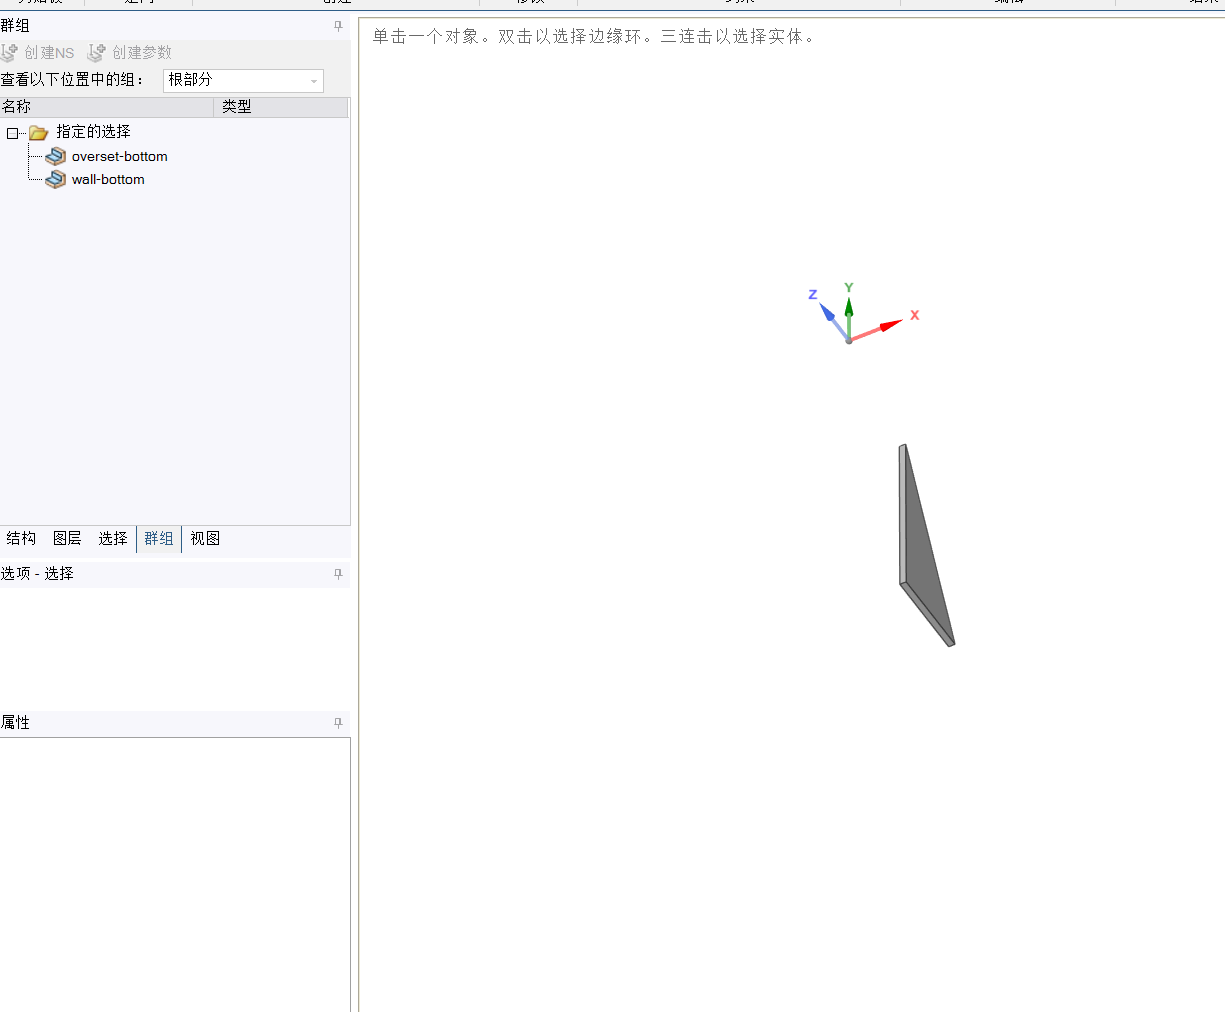 群组
创建NS 创建参数
查看以下位置中的组： 根部分
名称 类型
指定的选择
overset-bottom
wall-bottom
结构 图层 选择 群组 视图
选项 - 选择
属性
单击一个对象。双击以选择边缘环。三连击以选择实体。
Z Y X